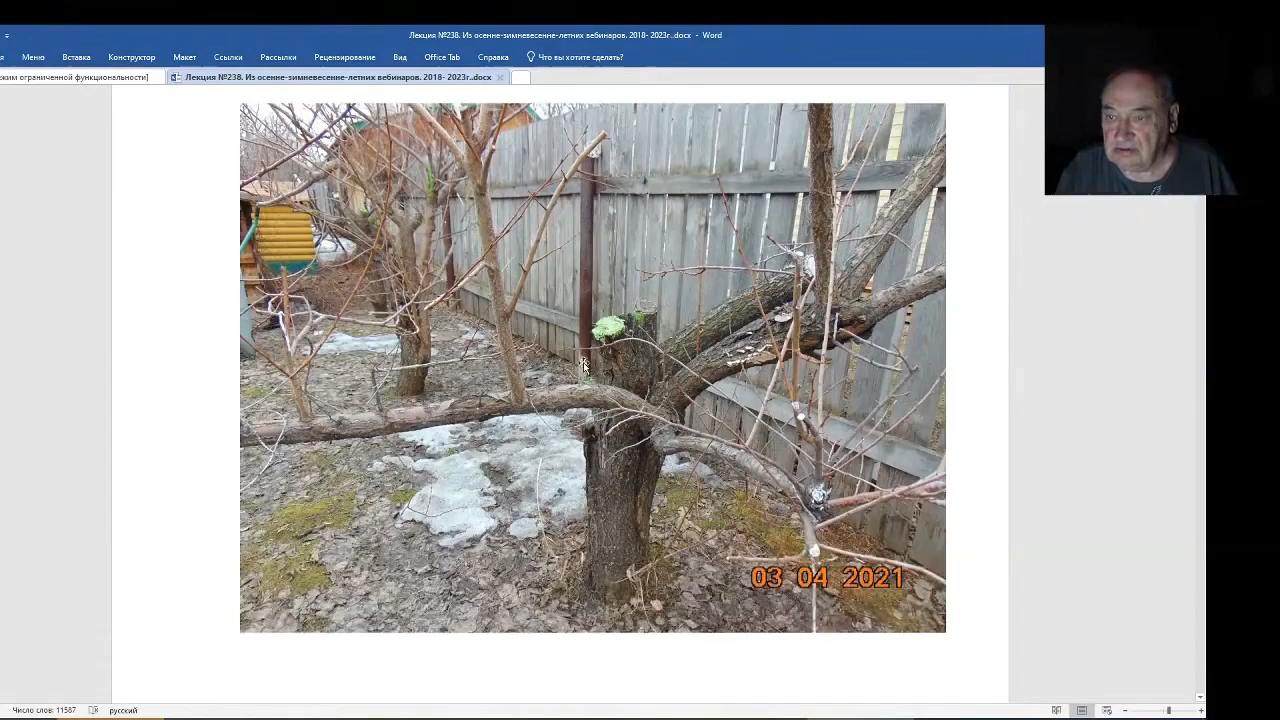 Лекция №238. Из осенне-зимневесенне-летних вебинаров. 2018- 2023г..docx - Word
я Меню Вставка Конструктор Макет Ссылки Рассылки Рецензирование Вид Office Tab Справка Что вы хотите сделать?
жим ограниченной функциональности] Лекция №238. Из осенне-зимневесенне-летних вебинаров. 2018- 2023г..docx
03 04 2021
Число слов: 11587 русский